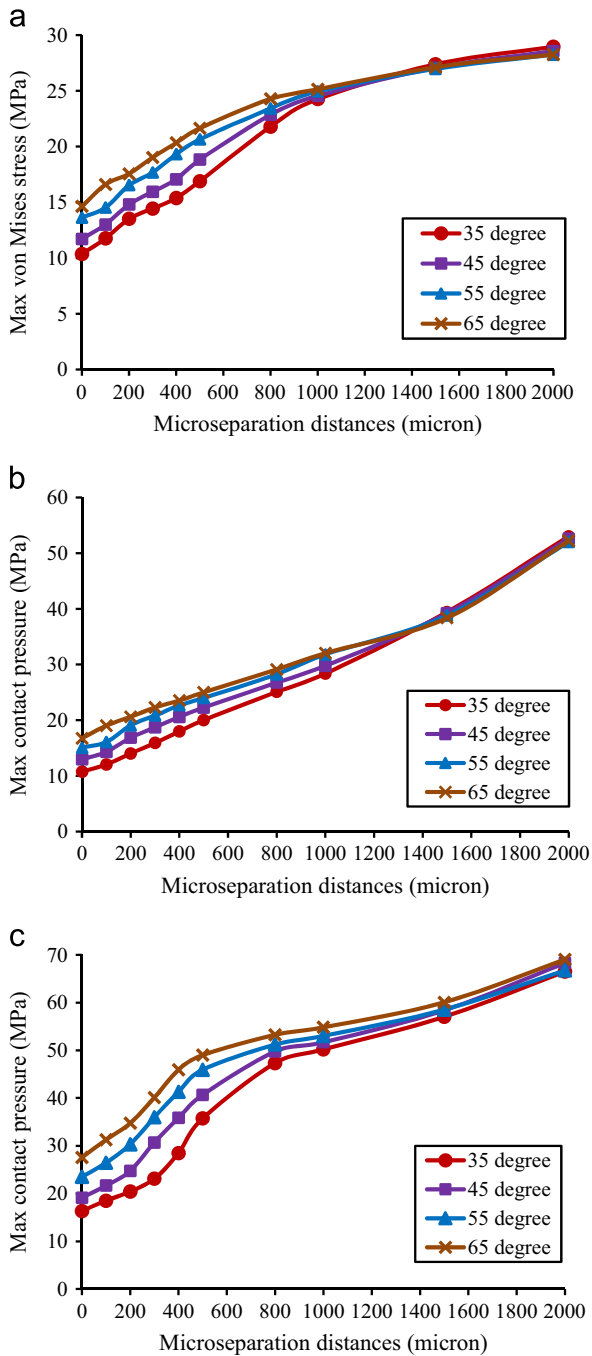 a
Max von Mises stress (MPa)
30
25
20
15
10
5
0
35 degree
45 degree
55 degree
65 degree
0 200 400 600 800 1000 1200 1400 1600 1800 2000
Microseparation distances (micron)
b
Max contact pressure (MPa)
60
50
40
30
20
10
0
35 degree
45 degree
55 degree
65 degree
0 200 400 600 800 1000 1200 1400 1600 1800 2000
Microseparation distances (micron)
c
Max contact pressure (MPa)
70
60
50
40
30
20
10
0
35 degree
45 degree
55 degree
65 degree
0 200 400 600 800 1000 1200 1400 1600 1800 2000
Microseparation distances (micron)